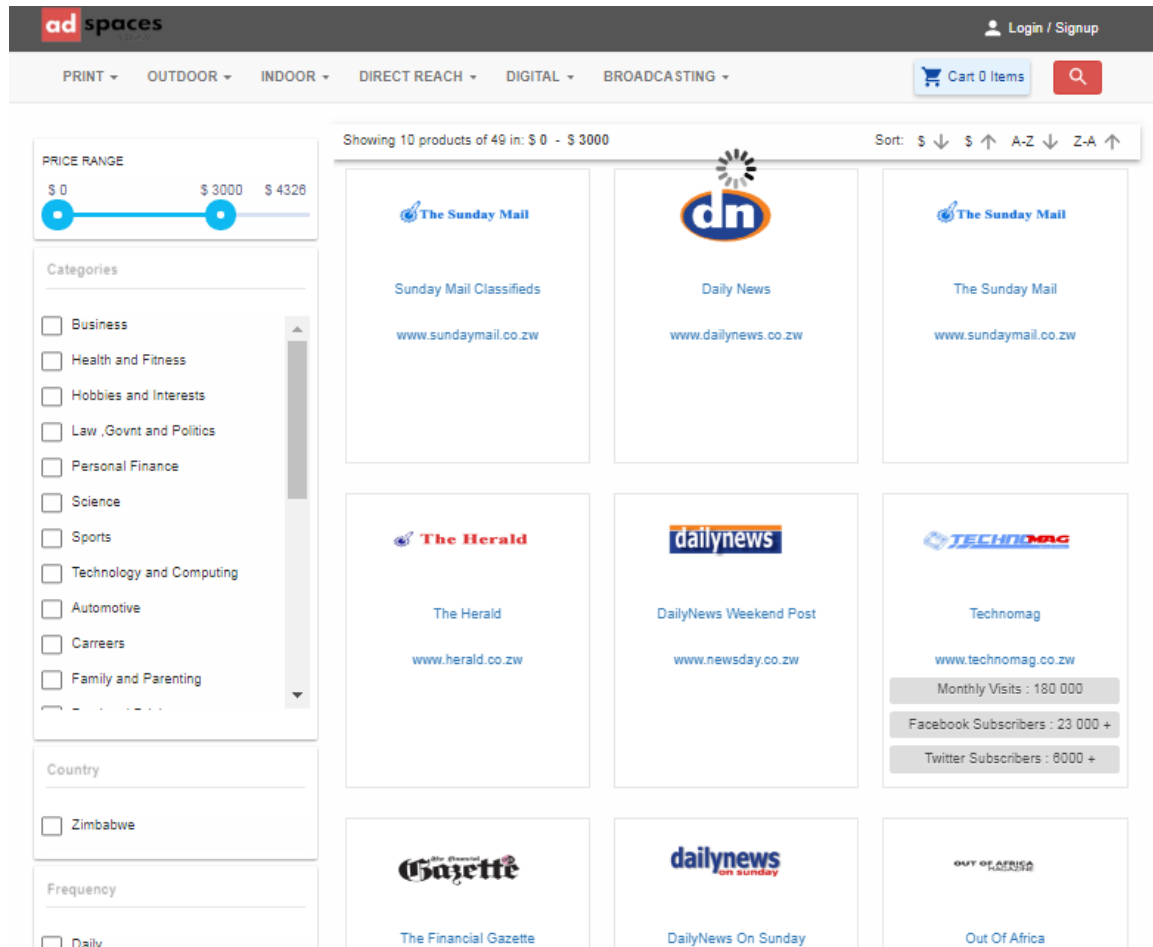 ad spaces
Login / Signup
PRINT OUTDOOR INDOOR DIRECT REACH DIGITAL BROADCASTING
Cart 0 Items
Showing 10 products of 49 in: $ 0 - $ 3000
Sort: $ $ A-Z Z-A
PRICE RANGE
$ 0 $ 3000 $ 4326
Categories
Business
Health and Fitness
Hobbies and Interests
Law ,Govnt and Politics
Personal Finance
Science
Sports
Technology and Computing
Automotive
Carreers
Family and Parenting
Country
Zimbabwe
Frequency
Daily
The Sunday Mail
Sunday Mail Classifieds
www.sundaymail.co.zw
dn
Daily News
www.dailynews.co.zw
The Sunday Mail
The Sunday Mail
www.sundaymail.co.zw
The Herald
The Herald
www.herald.co.zw
dailynews
DailyNews Weekend Post
www.newsday.co.zw
TECHNOMAG
Technomag
www.technomag.co.zw
Monthly Visits : 180 000
Facebook Subscribers : 23 000 +
Twitter Subscribers : 6000 +
The Financial
Gazette
The Financial Gazette
dailynews
on sunday
DailyNews On Sunday
OUT OF AFRICA
MAGAZINE
Out Of Africa